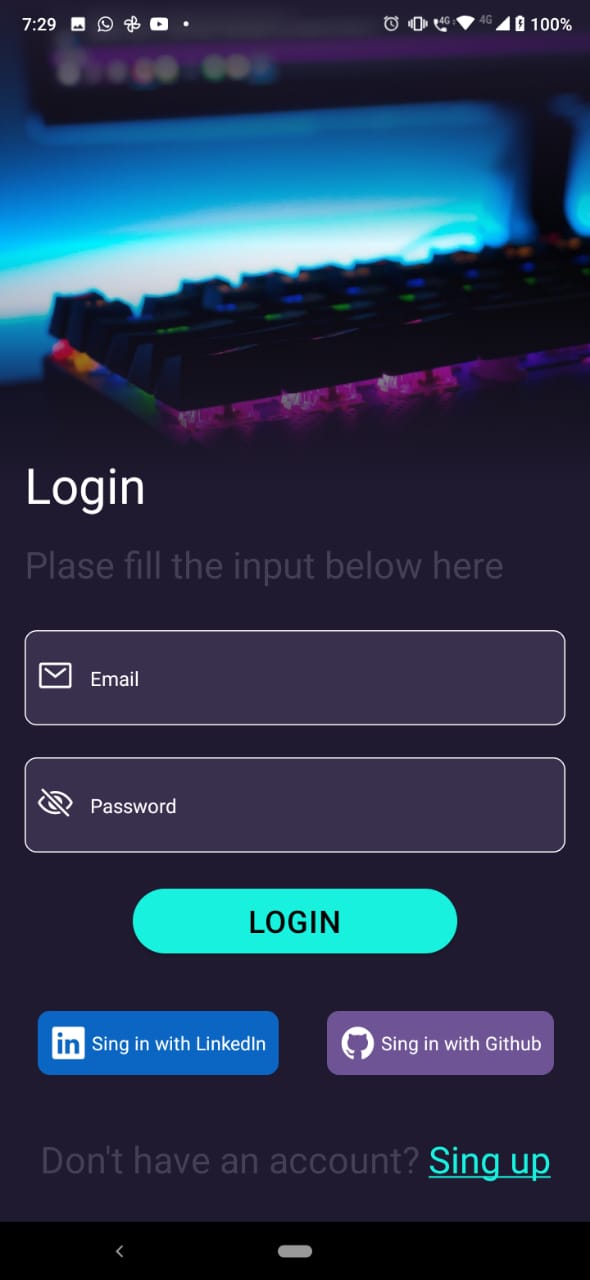 7:29 4G 4G 100%
Login
Plase fill the input below here
Email
Password
LOGIN
in Sing in with LinkedIn
Sing in with Github
Don't have an account? Sing up